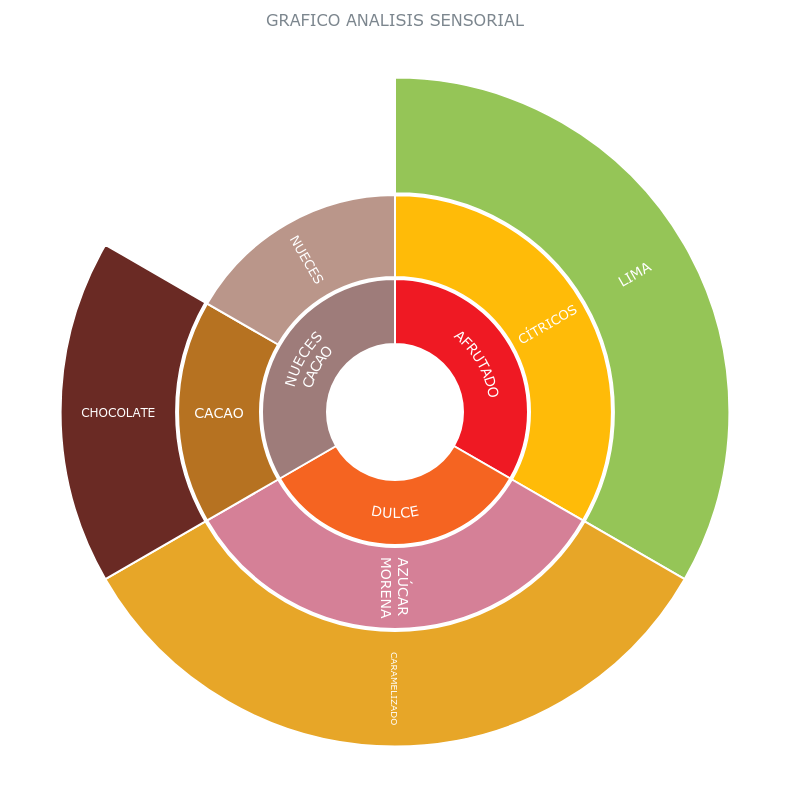 GRAFICO ANALISIS SENSORIAL
LIMA
CÍTRICOS
AFRUTADO
NUECES
NUECES
CACAO
CACAO
CHOCOLATE
DULCE
AZÚCAR
MORENA
CARAMELIZADO